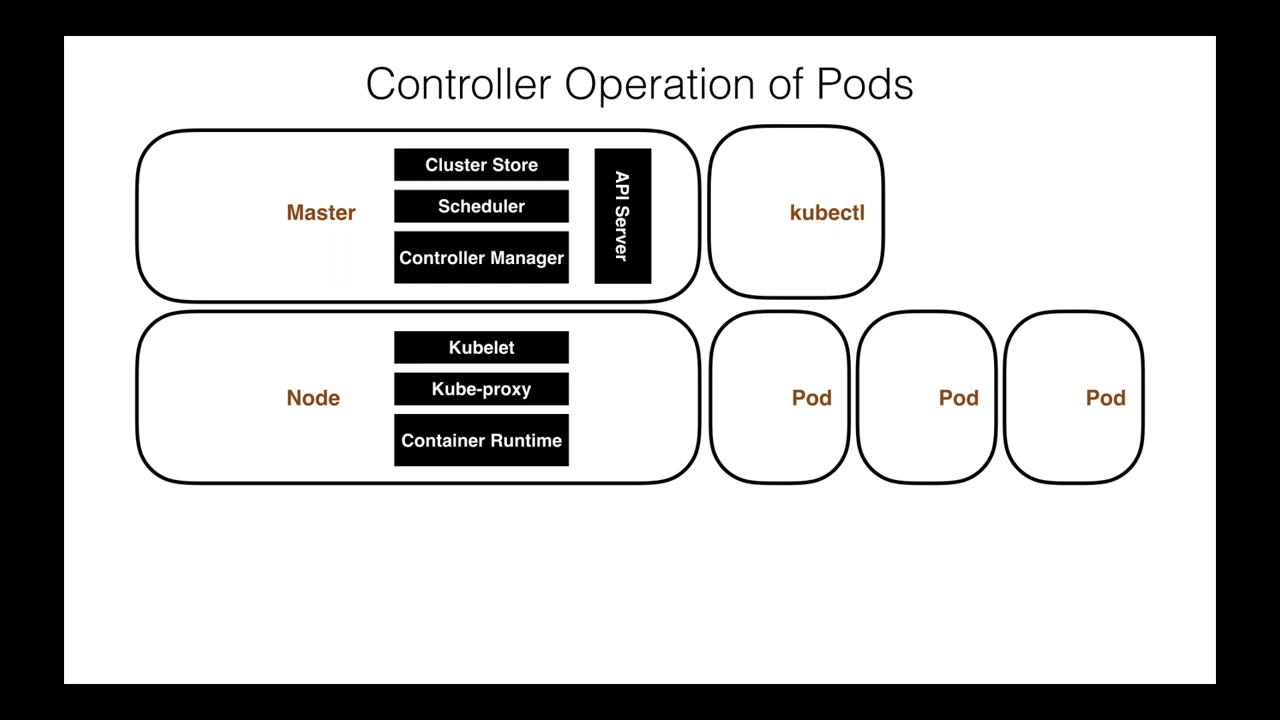 Controller Operation of Pods
Master
Cluster Store
Scheduler
Controller Manager
API Server
kubectl
Node
Kubelet
Kube-proxy
Container Runtime
Pod
Pod
Pod